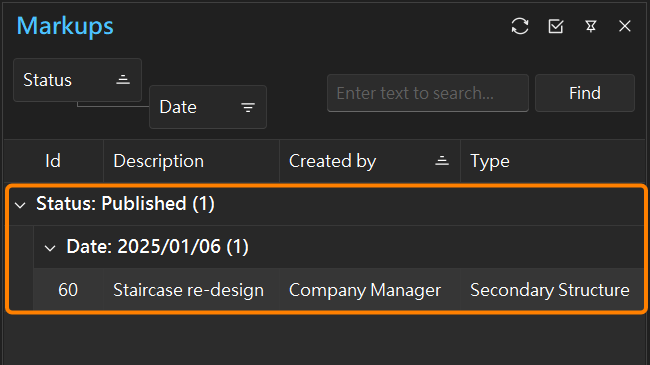 Markups
Status
Date
Enter text to search...
Find
Id Description Created by Type
Status: Published (1)
Date: 2025/01/06 (1)
60 Staircase re-design Company Manager Secondary Structure